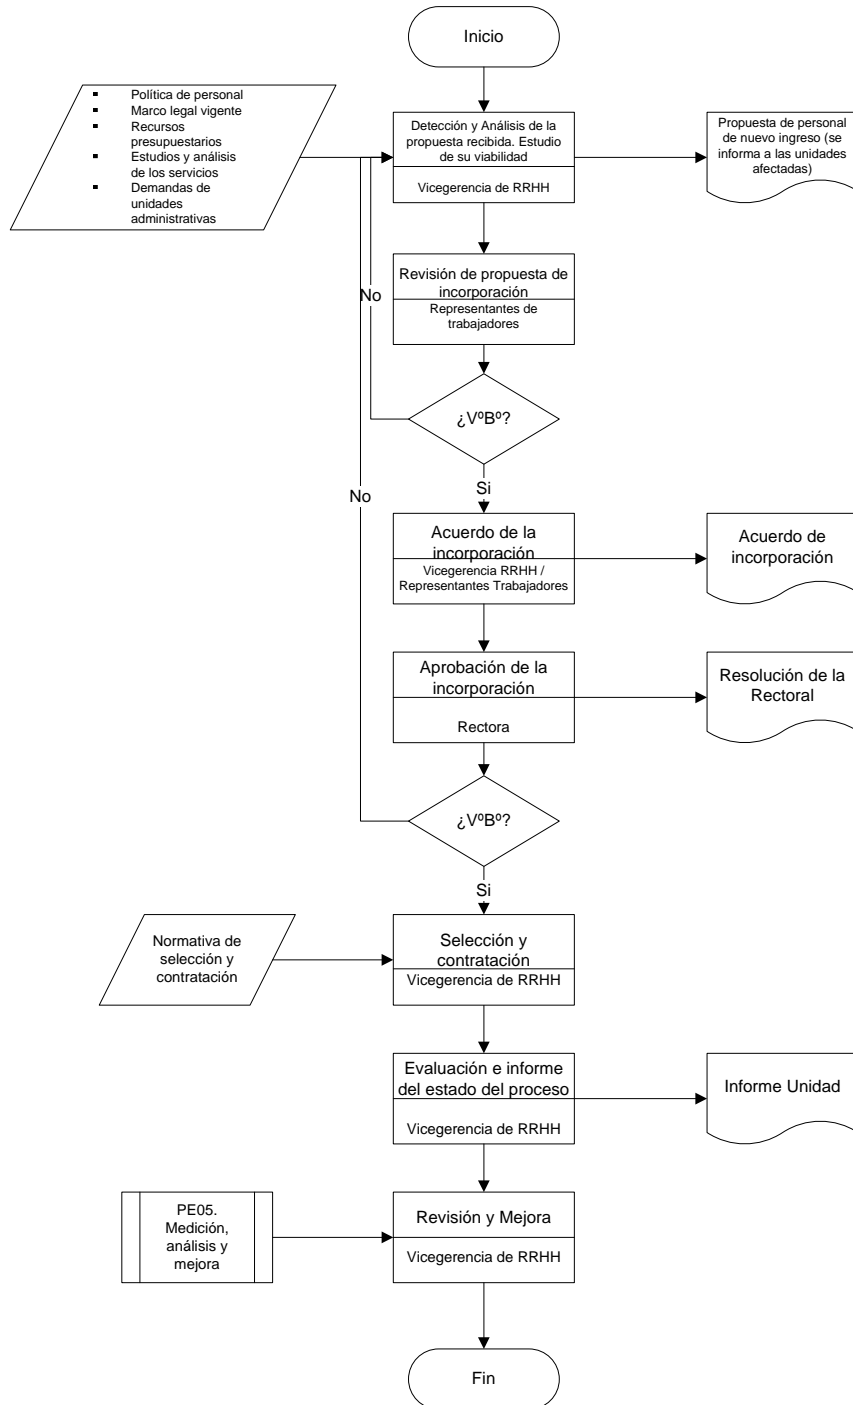 Inicio
▪ Política de personal
▪ Marco legal vigente
▪ Recursos
presupuestarios
▪ Estudios y análisis
de los servicios
▪ Demandas de
unidades
administrativas
Detección y Análisis de la
propuesta recibida. Estudio
de su viabilidad
Vicegerencia de RRHH
Propuesta de personal
de nuevo ingreso (se
informa a las unidades
afectadas)
Revisión de propuesta de
incorporación
Representantes de
trabajadores
No
¿VºBº?
No
Si
Acuerdo de la
incorporación
Vicegerencia RRHH /
Representantes Trabajadores
Acuerdo de
incorporación
Aprobación de la
incorporación
Rectora
Resolución de la
Rectoral
¿VºBº?
Si
Normativa de
selección y
contratación
Selección y
contratación
Vicegerencia de RRHH
Evaluación e informe
del estado del proceso
Vicegerencia de RRHH
Informe Unidad
PE05.
Medición,
análisis y
mejora
Revisión y Mejora
Vicegerencia de RRHH
Fin